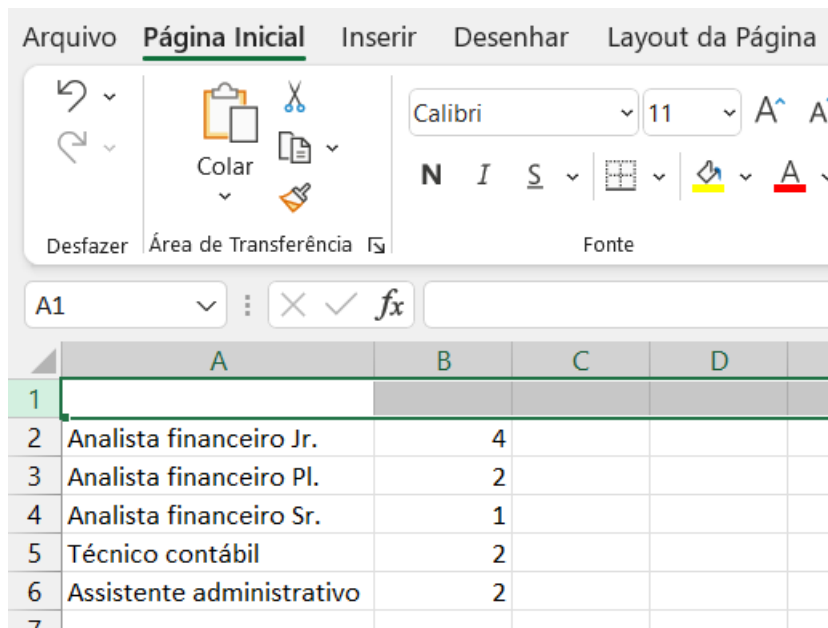 Arquivo Página Inicial Inserir Desenhar Layout da Página
Calibri 11 A A
Colar
N I S A
Desfazer Área de Transferência Fonte
A1 fx
A B C D
1
2 Analista financeiro Jr. 4
3 Analista financeiro Pl. 2
4 Analista financeiro Sr. 1
5 Técnico contábil 2
6 Assistente administrativo 2
7